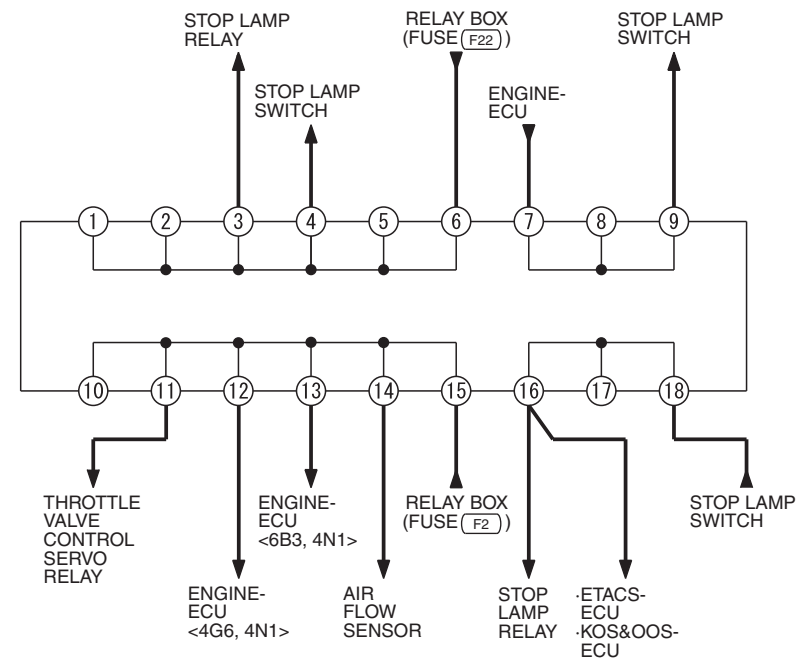 STOP LAMP
RELAY
STOP LAMP
SWITCH
RELAY BOX
(FUSE F22 )
ENGINE-
ECU
STOP LAMP
SWITCH
1 2 3 4 5 6 7 8 9
10 11 12 13 14 15 16 17 18
THROTTLE
VALVE
CONTROL
SERVO
RELAY
ENGINE-
ECU
<4G6, 4N1>
ENGINE-
ECU
<6B3, 4N1>
AIR
FLOW
SENSOR
RELAY BOX
(FUSE F2 )
STOP
LAMP
RELAY
·ETACS-
ECU
·KOS&OOS-
ECU
STOP LAMP
SWITCH